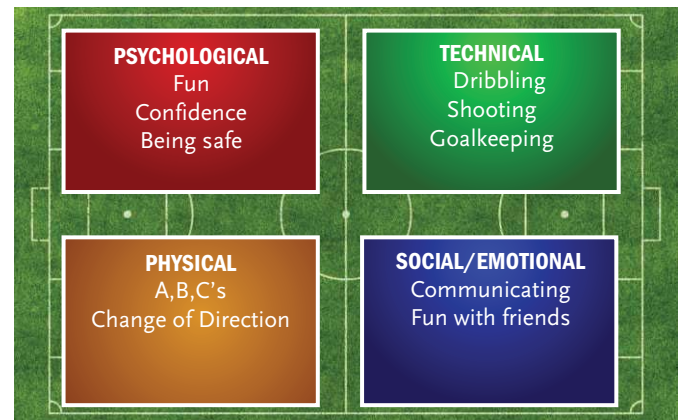 PSYCHOLOGICAL
Fun
Confidence
Being safe
TECHNICAL
Dribbling
Shooting
Goalkeeping
PHYSICAL
A,B,C’s
Change of Direction
SOCIAL/EMOTIONAL
Communicating
Fun with friends